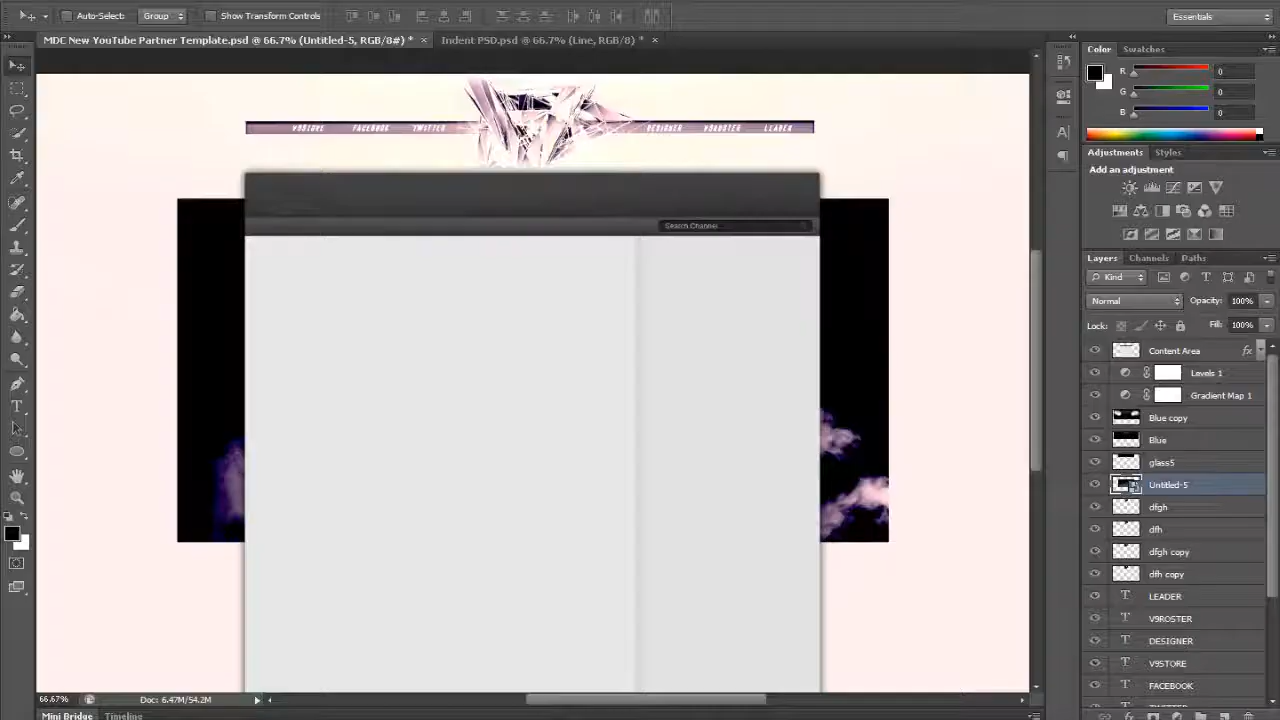 Auto-Select: Group Show Transform Controls Essentials
MDC New YouTube Partner Template.psd @ 66.7% (Untitled-5, RGB/8#) * × Indent PSD.psd @ 66.7% (Line, RGB/8) * ×
Color Swatches
R 0
G 0
B 0
V9STORE FACEBOOK TWITTER DESIGNER V9ROSTER LEADER
Search Channel...
Adjustments Styles
Add an adjustment
Layers Channels Paths
Kind
Normal Opacity: 100%
Lock: Fill: 100%
Content Area fx
Levels 1
Gradient Map 1
Blue copy
Blue
glass5
Untitled-5
dfgh
dfh
dfgh copy
dfh copy
T LEADER
T V9ROSTER
T DESIGNER
T V9STORE
T FACEBOOK
66.67% Doc: 6.47M/54.2M
Mini Bridge Timeline